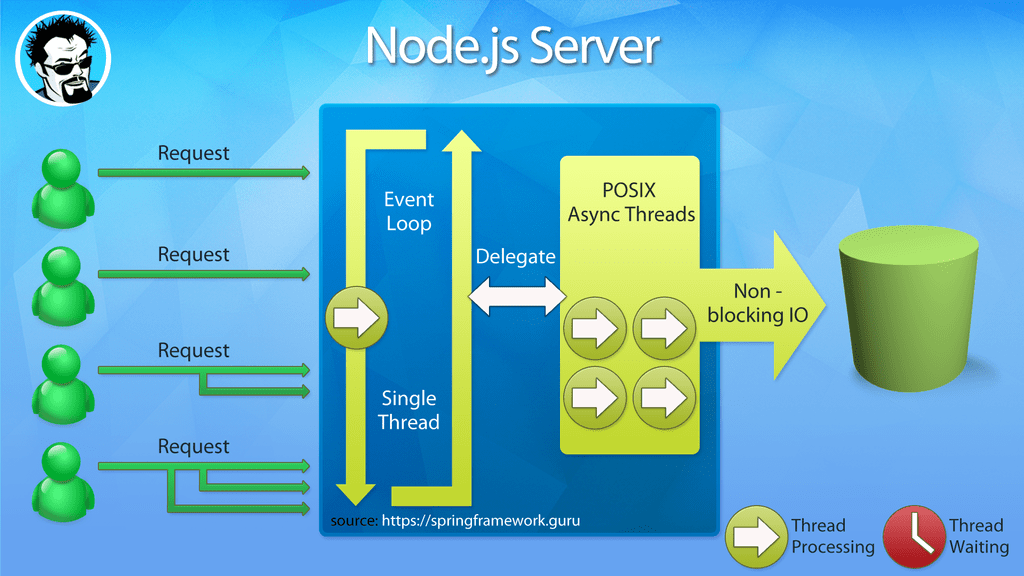 Node.js Server
Request
Request
Request
Request
Event
Loop
Single
Thread
Delegate
POSIX
Async Threads
Non -
blocking IO
source: https://springframework.guru
Thread
Processing
Thread
Waiting